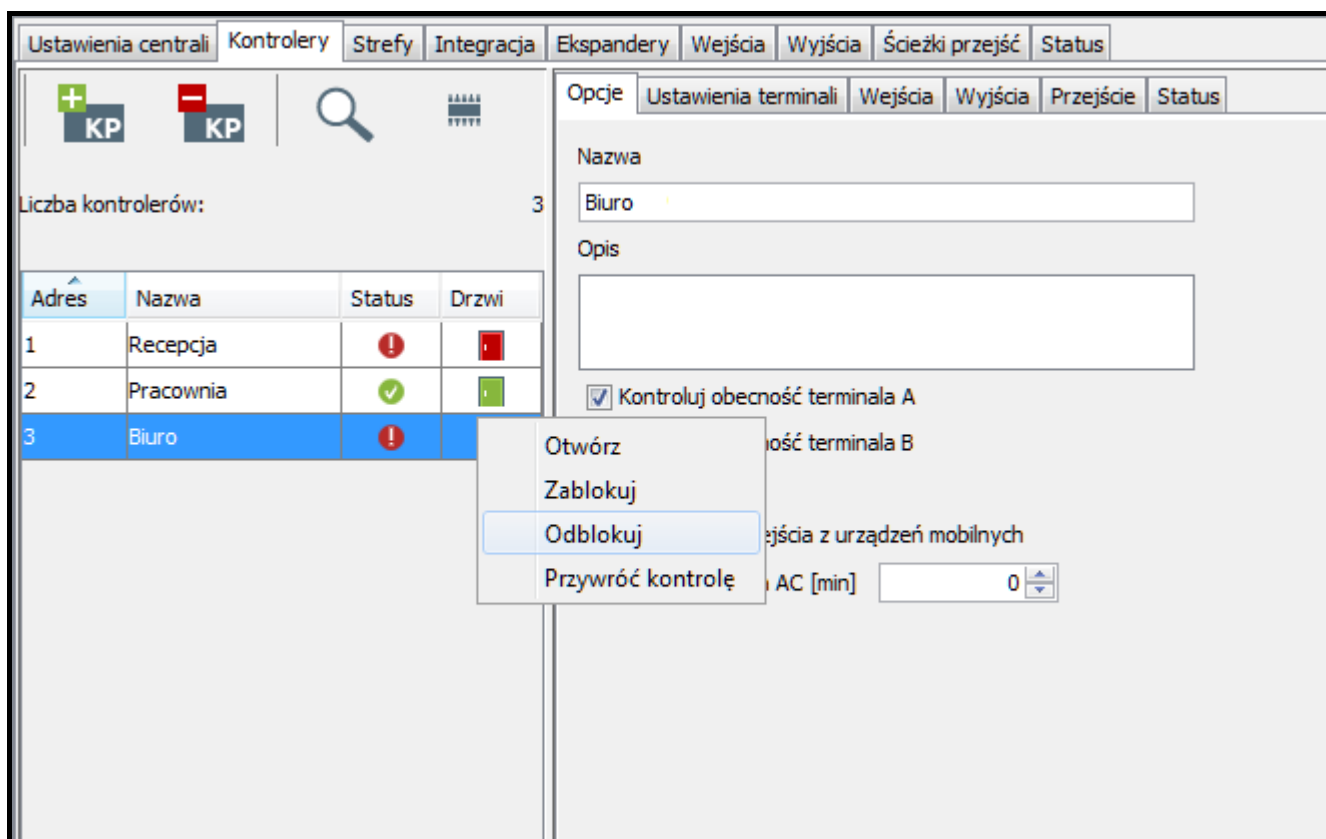 Ustawienia centrali Kontrolery Strefy Integracja Ekspandery Wejścia Wyjścia Ścieżki przejść Status
KP KP
Liczba kontrolerów: 3
Adres Nazwa Status Drzwi
1 Recepcja
2 Pracownia
3 Biuro
Otwórz
Zablokuj
Odblokuj
Przywróć kontrolę
Opcje Ustawienia terminali Wejścia Wyjścia Przejście Status
Nazwa
Biuro
Opis
Kontroluj obecność terminala A
ność terminala B
ejścia z urządzeń mobilnych
AC [min] 0